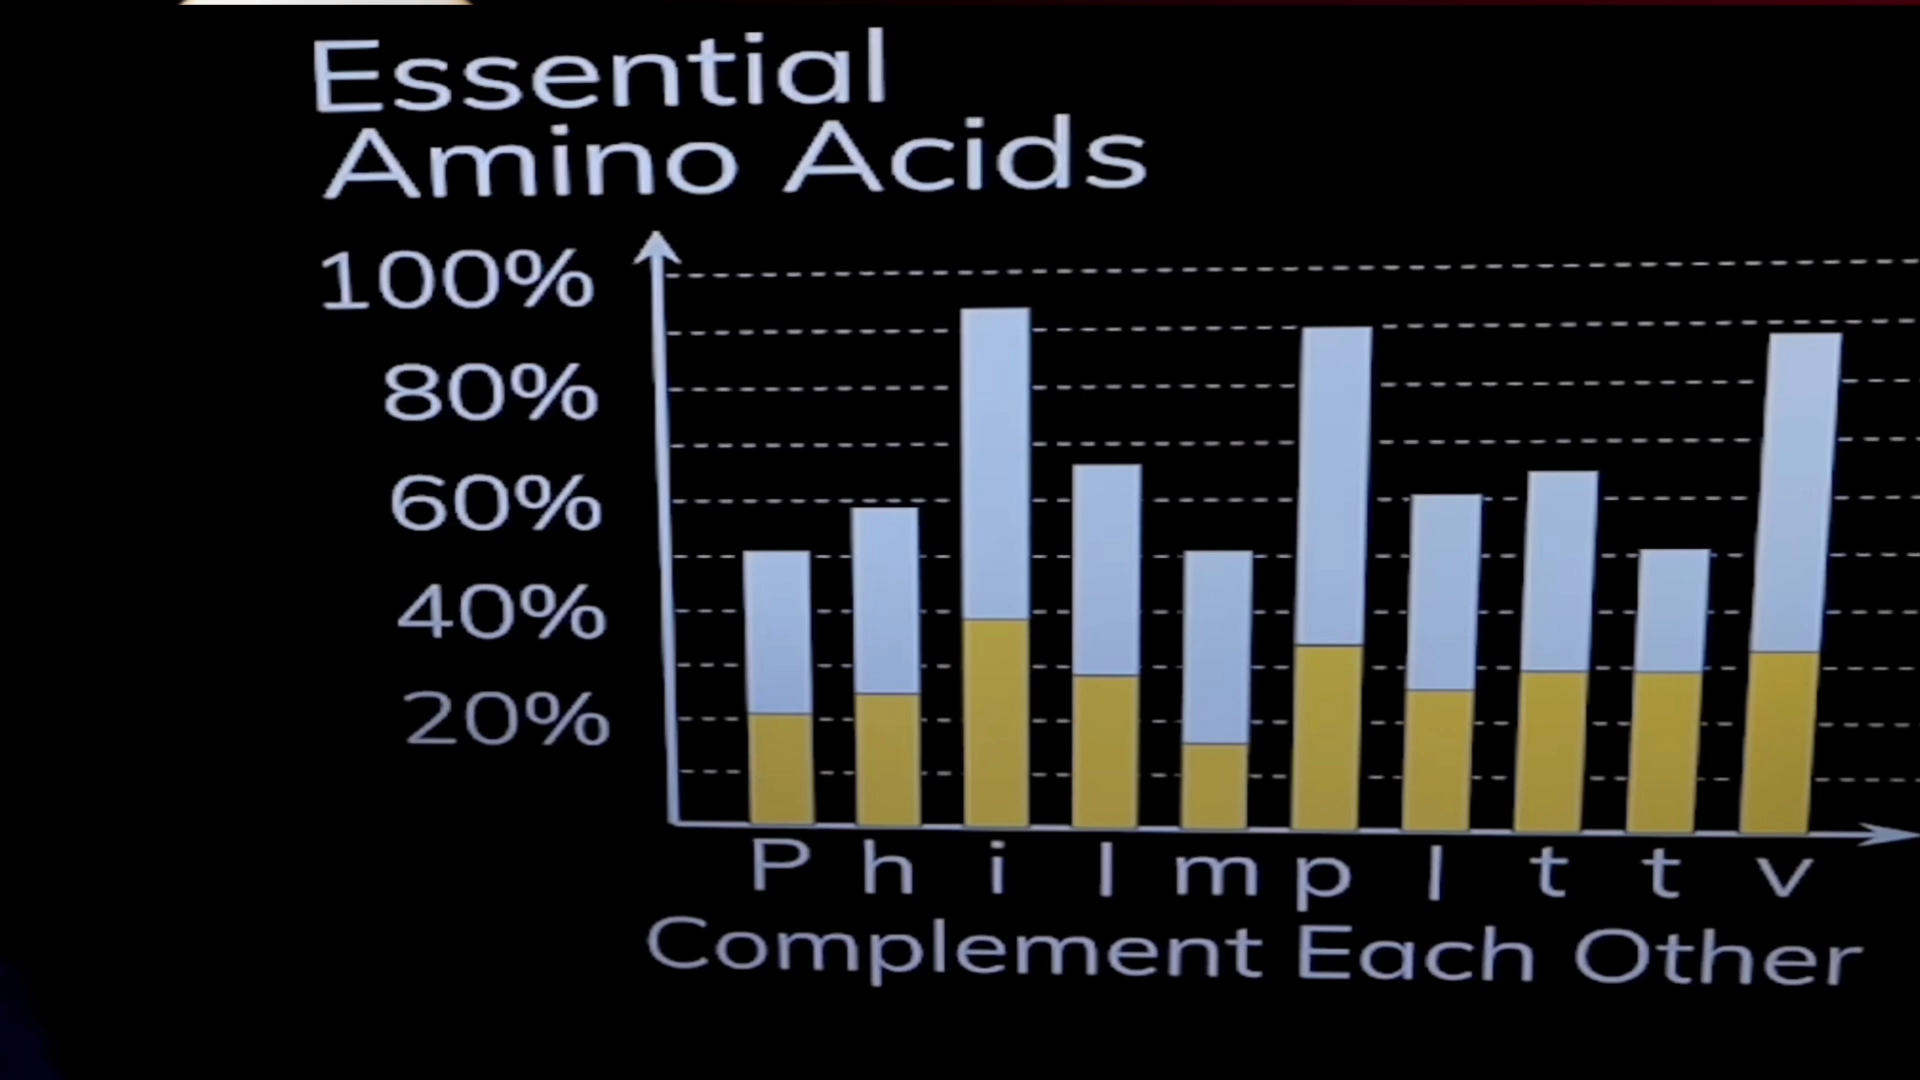 Essential
Amino Acids
100%
80%
60%
40%
20%
P h i l m p l t t v
Complement Each Other